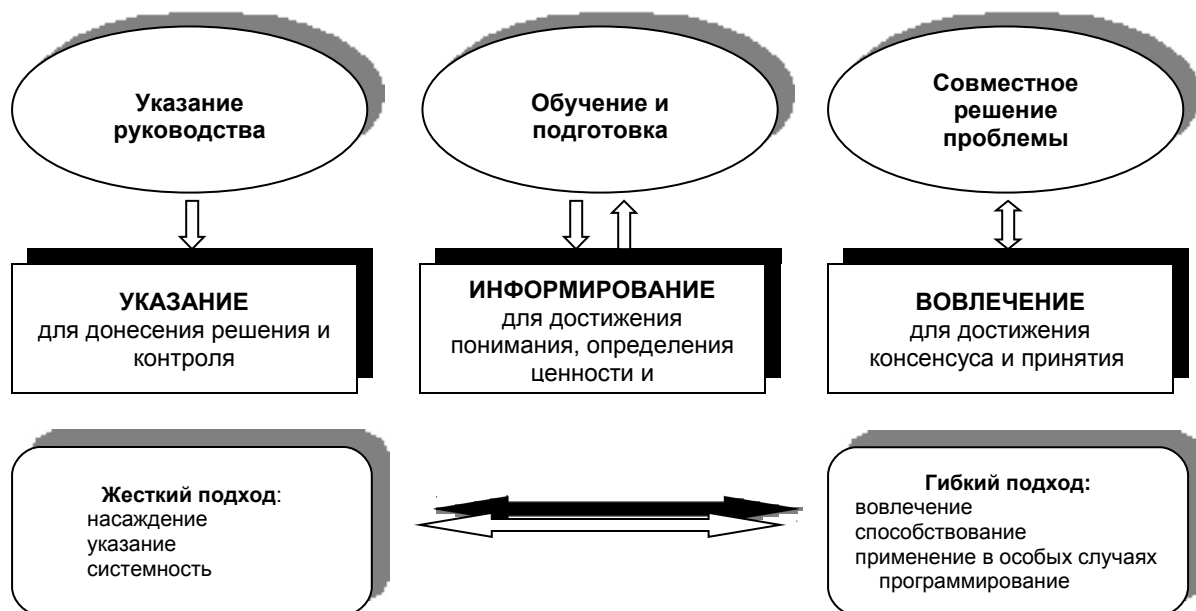 Указание
руководства
Обучение и
подготовка
Совместное
решение
проблемы
УКАЗАНИЕ
для донесения решения и
контроля
ИНФОРМИРОВАНИЕ
для достижения
понимания, определения
ценности и
ВОВЛЕЧЕНИЕ
для достижения
консенсуса и принятия
Жесткий подход:
насаждение
указание
системность
Гибкий подход:
вовлечение
способствование
применение в особых случаях
программирование